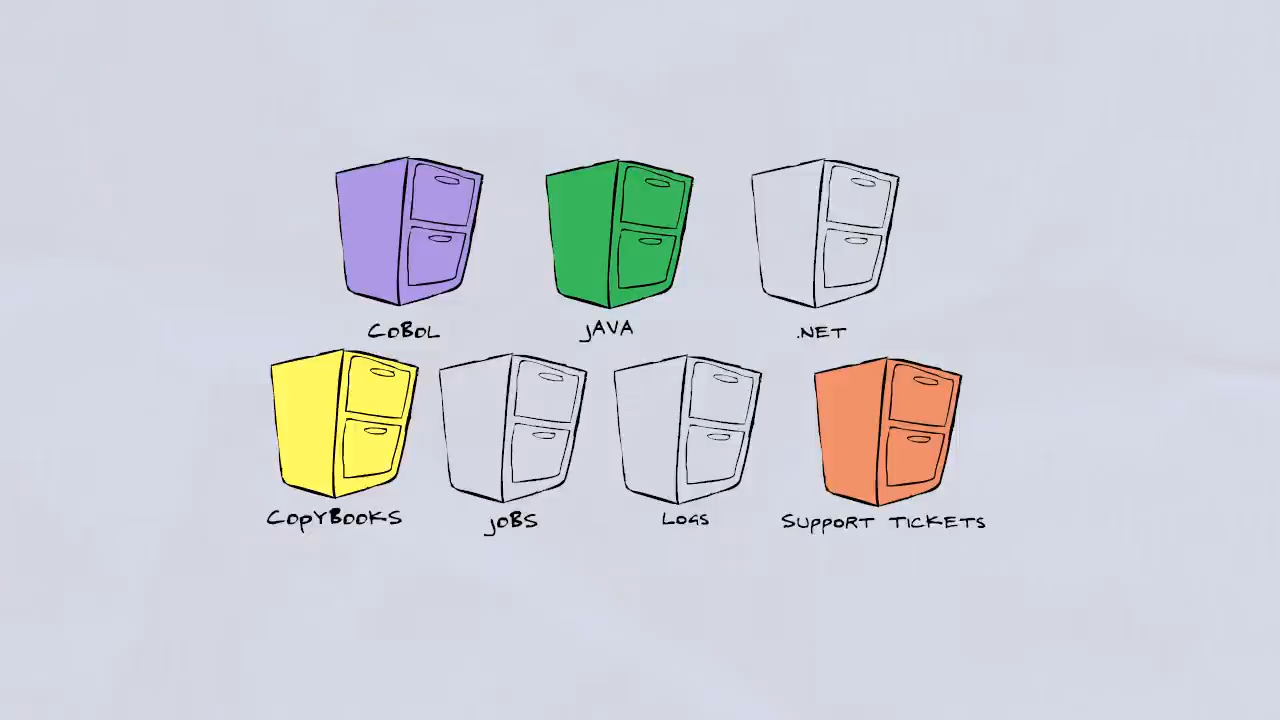 COBOL
JAVA
.NET
COPYBOOKS
JOBS
LOGS
SUPPORT TICKETS